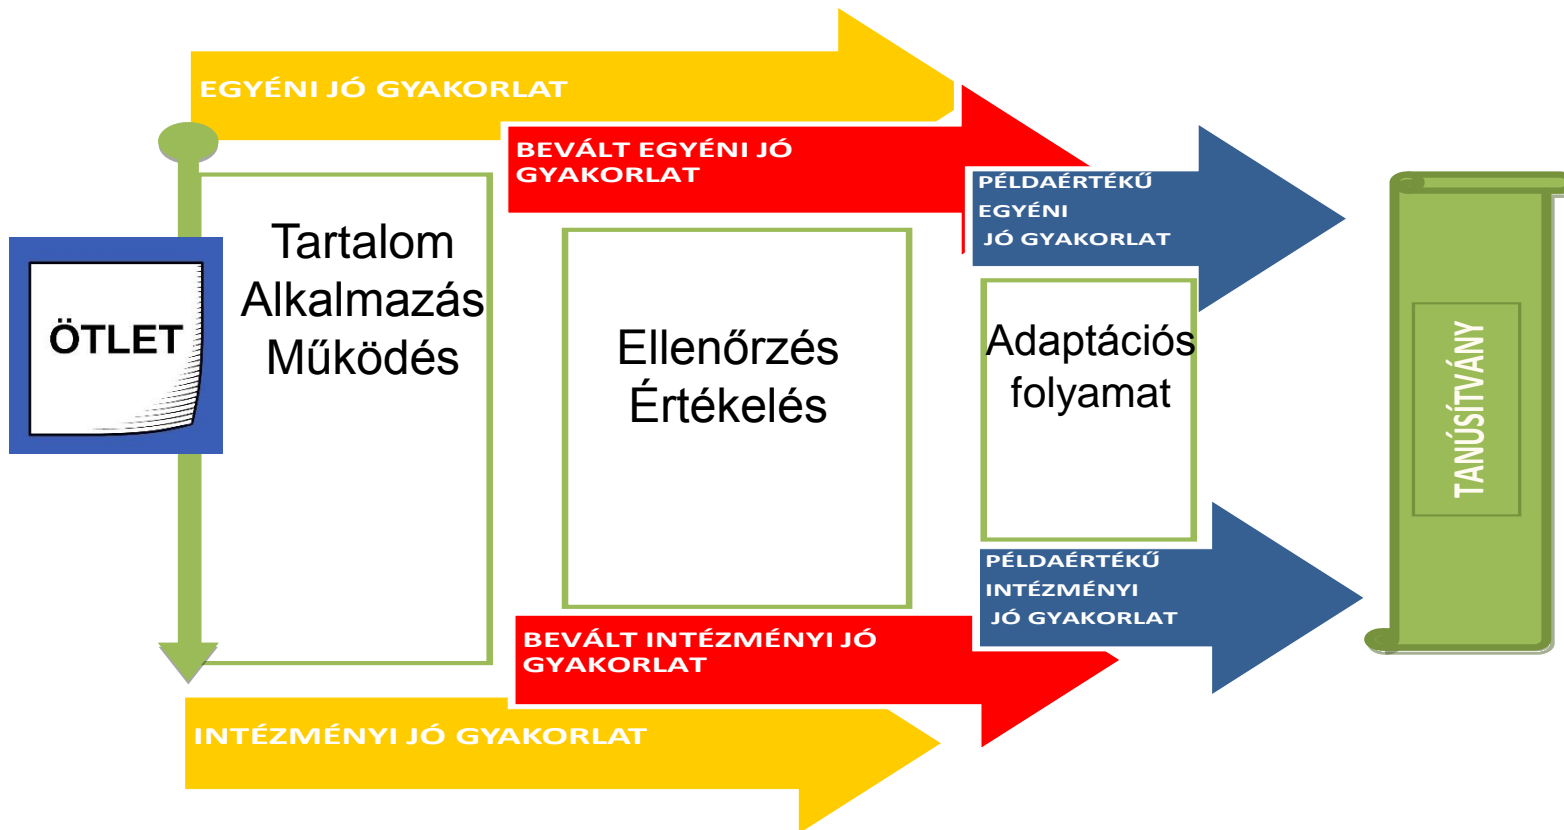 EGYÉNI JÓ GYAKORLAT
BEVÁLT EGYÉNI JÓ
GYAKORLAT
PÉLDAÉRTÉKŰ
EGYÉNI
JÓ GYAKORLAT
ÖTLET
Tartalom
Alkalmazás
Működés
Ellenőrzés
Értékelés
Adaptációs
folyamat
TANÚSÍTVÁNY
PÉLDAÉRTÉKŰ
INTÉZMÉNYI
JÓ GYAKORLAT
BEVÁLT INTÉZMÉNYI JÓ
GYAKORLAT
INTÉZMÉNYI JÓ GYAKORLAT